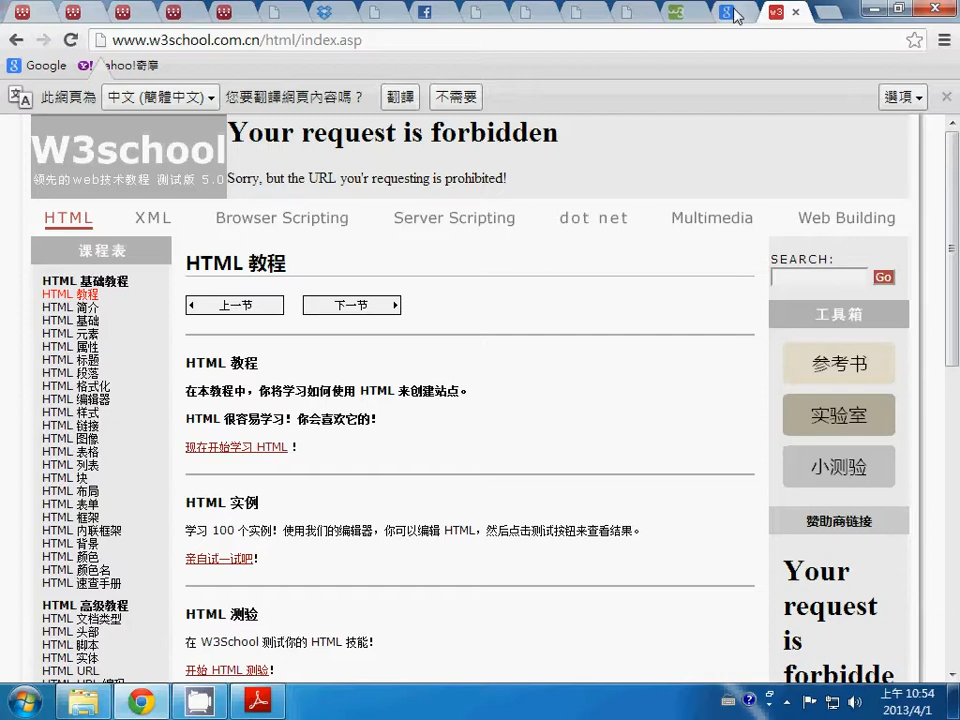 www.w3school.com.cn/html/index.asp
Google Yahoo!奇摩
此網頁為 中文 (簡體中文) 您要翻譯網頁內容嗎？ 翻譯 不需要 選項
W3school
领先的web技术教程 测试版 5.0
Your request is forbidden
Sorry, but the URL you'r requesting is prohibited!
HTML XML Browser Scripting Server Scripting dot net Multimedia Web Building
课程表
HTML 基础教程
HTML 教程
HTML 简介
HTML 基础
HTML 元素
HTML 属性
HTML 标题
HTML 段落
HTML 格式化
HTML 编辑器
HTML 样式
HTML 链接
HTML 图像
HTML 表格
HTML 列表
HTML 块
HTML 布局
HTML 表单
HTML 框架
HTML 内联框架
HTML 背景
HTML 颜色
HTML 颜色名
HTML 速查手册
HTML 高级教程
HTML 文档类型
HTML 头部
HTML 脚本
HTML 实体
HTML URL
HTML 教程
上一节 下一节
HTML 教程
在本教程中，你将学习如何使用 HTML 来创建站点。
HTML 很容易学习！你会喜欢它的！
现在开始学习 HTML ！
HTML 实例
学习 100 个实例！使用我们的编辑器，你可以编辑 HTML，然后点击测试按钮来查看结果。
亲自试一试吧！
HTML 测验
在 W3School 测试你的 HTML 技能！
开始 HTML 测验！
SEARCH:
Go
工具箱
参考书
实验室
小测验
赞助商链接
Your
request
is
forbidde
上午 10:54
2013/4/1